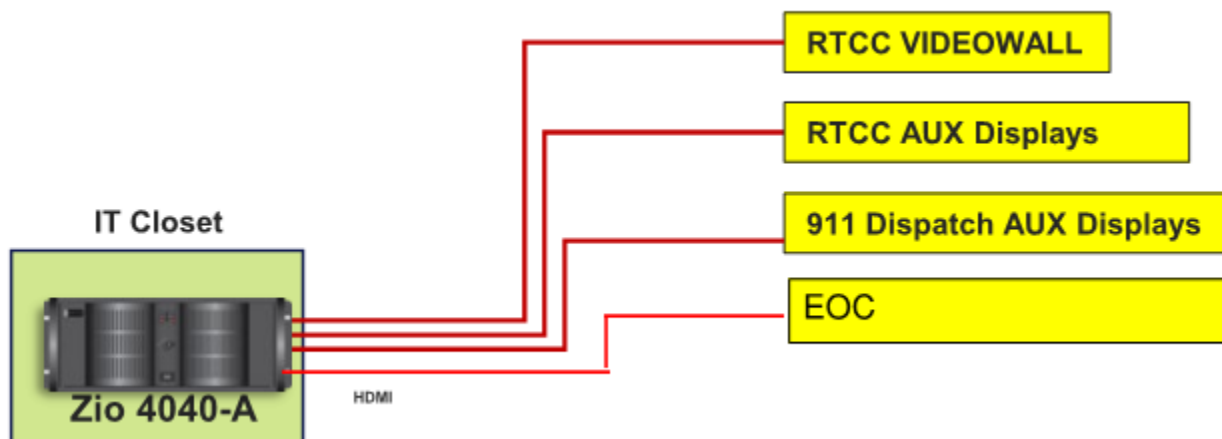 RTCC VIDEOWALL
RTCC AUX Displays
IT Closet
911 Dispatch AUX Displays
EOC
HDMI
Zio 4040-A